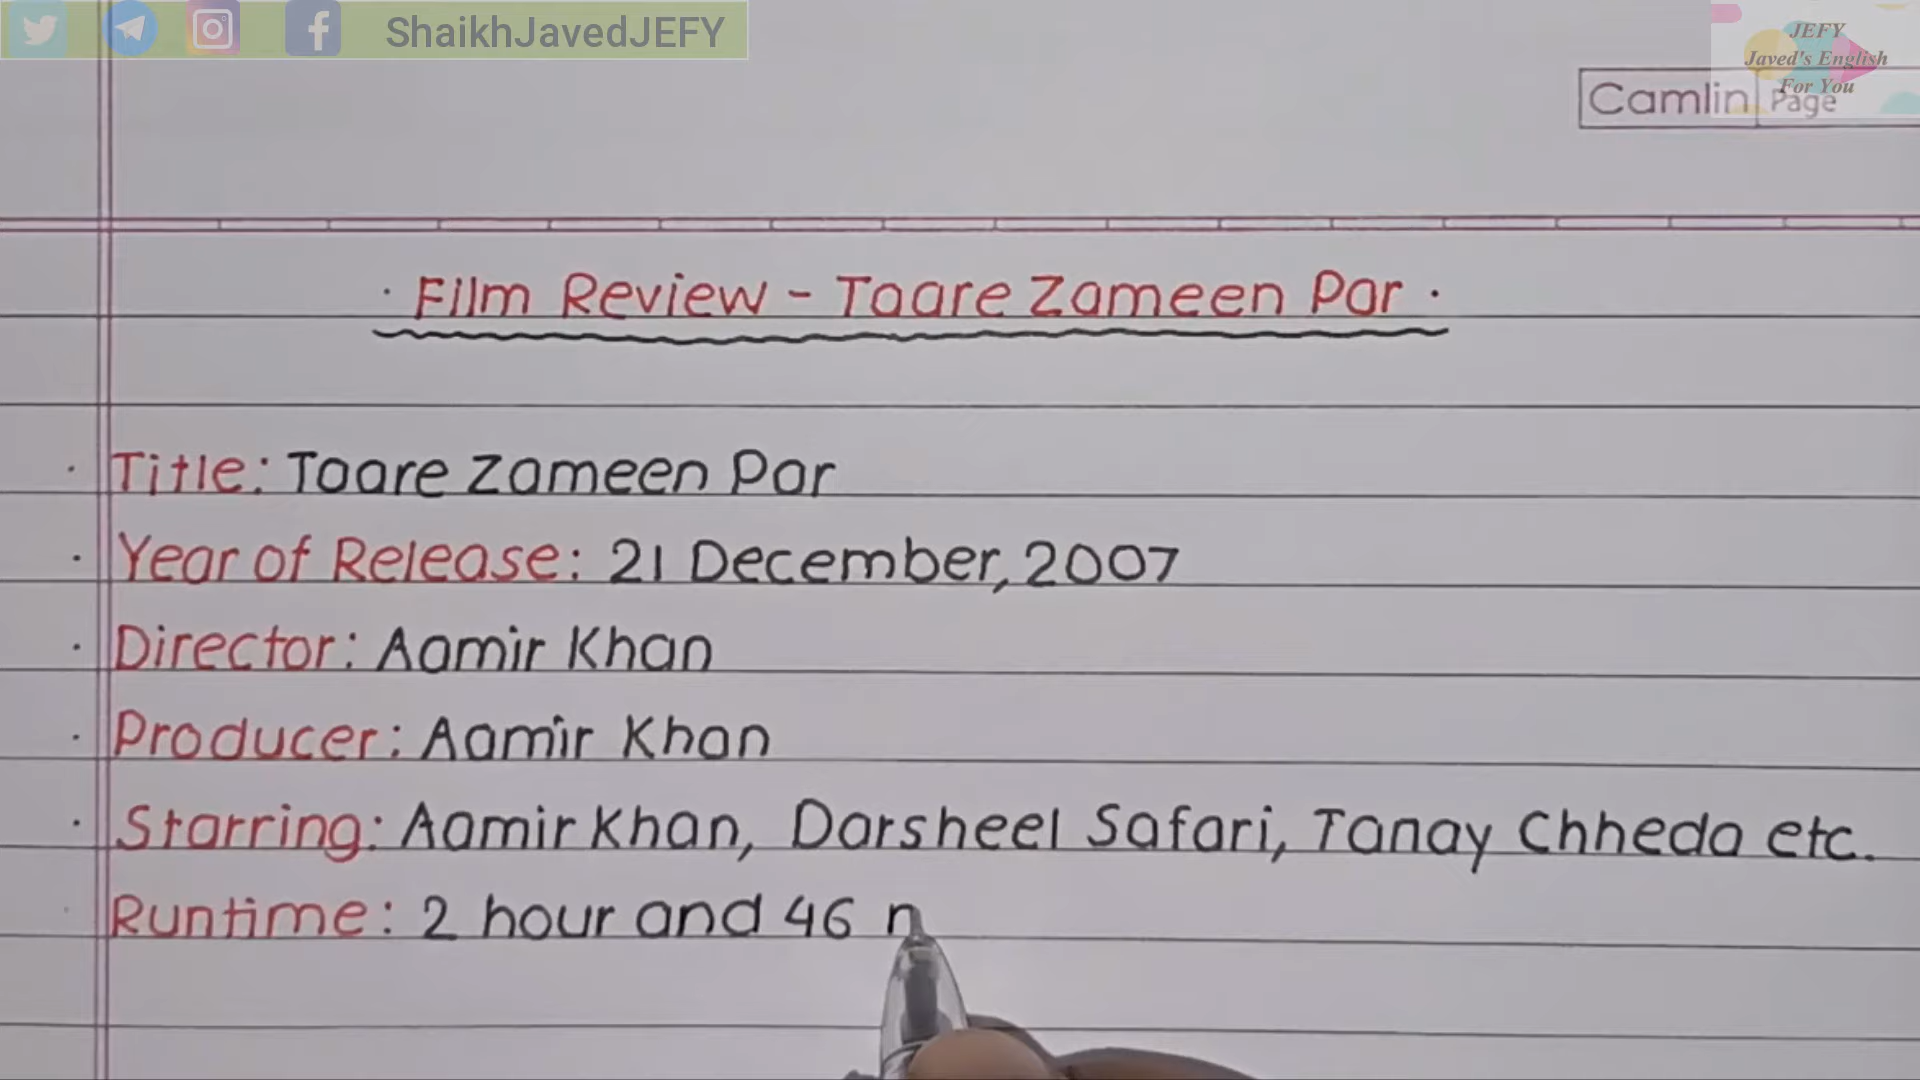 ShaikhJavedJEFY
JEFY
Javed's English
For You
Camlin Page
Film Review - Taare Zameen Par
Title: Taare Zameen Par
Year of Release: 21 December, 2007
Director: Aamir Khan
Producer: Aamir Khan
Starring: Aamir Khan, Darsheel Safari, Tanay Chheda etc.
Runtime: 2 hour and 46